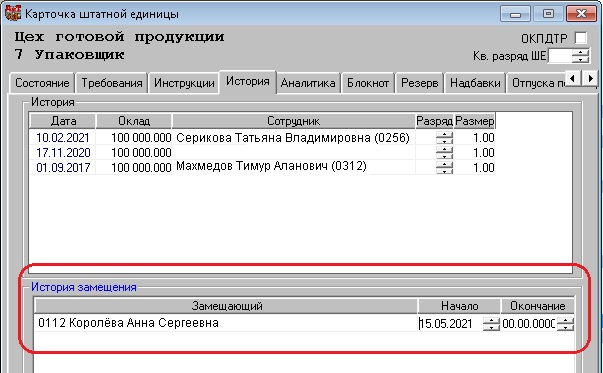 Карточка штатной единицы
Цех готовой продукции
ОКПДТР
7 Упаковщик
Кв. разряд ШЕ
Состояние Требования Инструкции История Аналитика Блокнот Резерв Надбавки Отпуска по
История
Дата Оклад Сотрудник Разряд Размер
10.02.2021 100 000.000 Серикова Татьяна Владимировна (0256) 1.00
17.11.2020 100 000.000 1.00
01.09.2017 100 000.000 Махмедов Тимур Аланович (0312) 1.00
История замещения
Замещающий Начало Окончание
0112 Королёва Анна Сергеевна 15.05.2021 00.00.0000